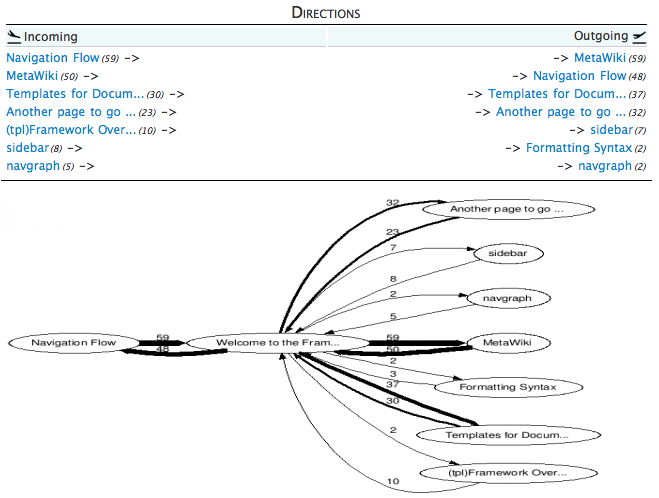 DIRECTIONS
Incoming
Outgoing
Navigation Flow (59) ->
-> MetaWiki (59)
MetaWiki (50) ->
-> Navigation Flow (48)
Templates for Docum... (30) ->
-> Templates for Docum... (37)
Another page to go ... (23) ->
-> Another page to go ... (32)
(tpl)Framework Over... (10) ->
-> sidebar (7)
sidebar (8) ->
-> Formatting Syntax (2)
navgraph (5) ->
-> navgraph (2)
32
Another page to go ...
23
7
sidebar
8
2
navgraph
5
Navigation Flow
59
48
Welcome to the Fram...
59
50
MetaWiki
2
3
Formatting Syntax
37
30
Templates for Docum...
2
(tpl)Framework Over...
10